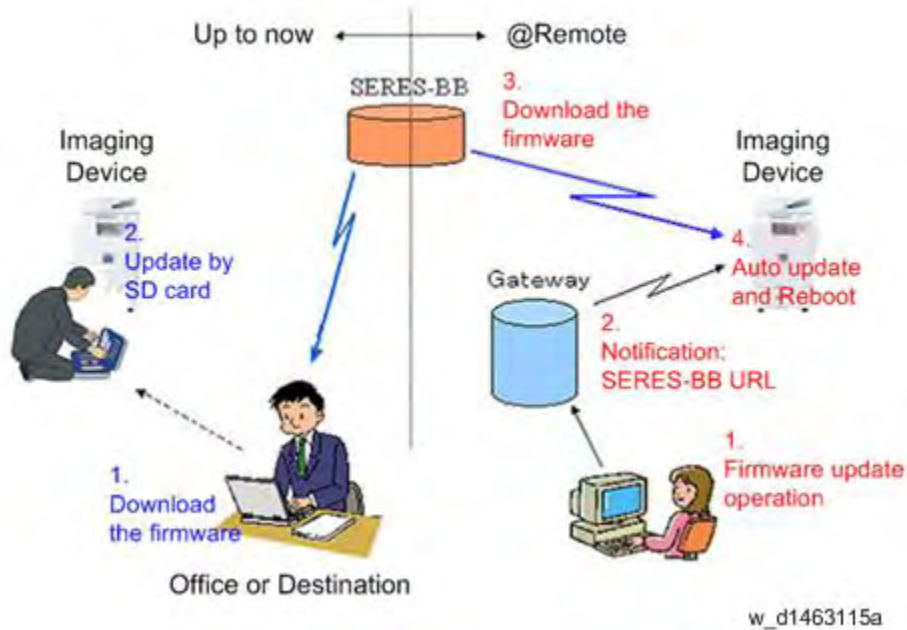 Up to now
@Remote
SERES-BB
3.
Download the
firmware
Imaging
Device
2.
Update by
SD card
Imaging
Device
4.
Auto update
and Reboot
Gateway
2.
Notification:
SERES-BB URL
1.
Firmware update
operation
1.
Download
the firmware
Office or Destination
w_d1463115a